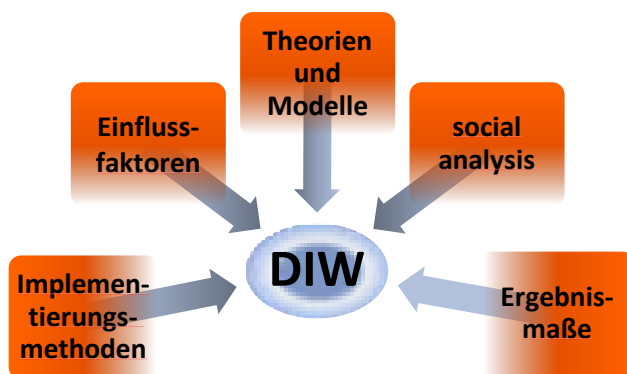 Theorien
und
Modelle
Einfluss-
faktoren
social
analysis
DIW
Implemen-
tierungs-
methoden
Ergebnis-
maße